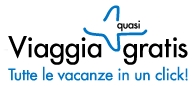 quasi
Viaggia gratis
Tutte le vacanze in un click!